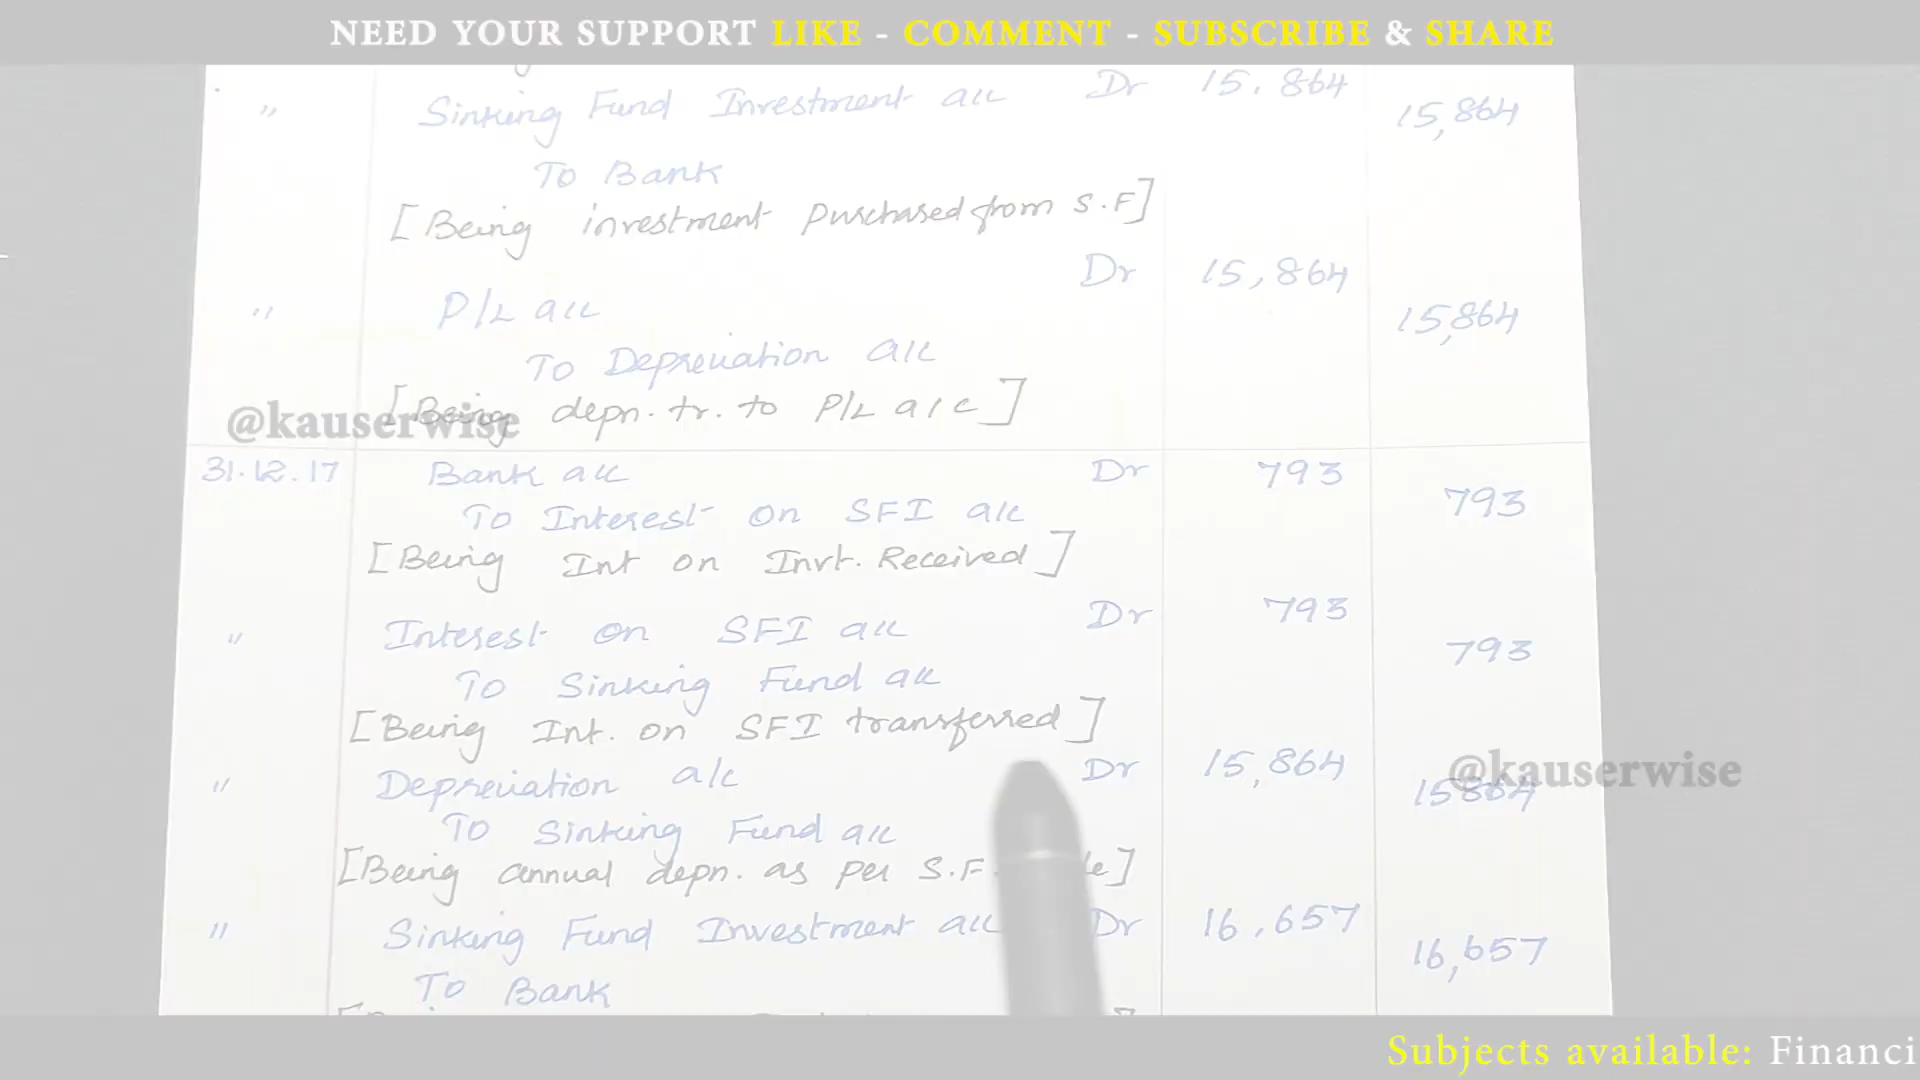 NEED YOUR SUPPORT LIKE - COMMENT - SUBSCRIBE & SHARE
" Sinking Fund Investment a/c Dr 15,864
15,864
To Bank
[Being investment purchased from S.F]
Dr 15,864
" P/L a/c
15,864
To Depreciation a/c
[Being depn. tr. to P/L a/c]
@kauserwise
31.12.17 Bank a/c Dr 793
To Interest on SFI a/c 793
[Being Int on Invt. Received]
" Interest on SFI a/c Dr 793
To Sinking Fund a/c 793
[Being Int. on SFI transferred]
" Depreciation a/c Dr 15,864
@kauserwise
To Sinking Fund a/c 15864
[Being annual depn. as per S.F.
" Sinking Fund Investment a/c Dr 16,657
To Bank 16,657
Subjects available: Financi